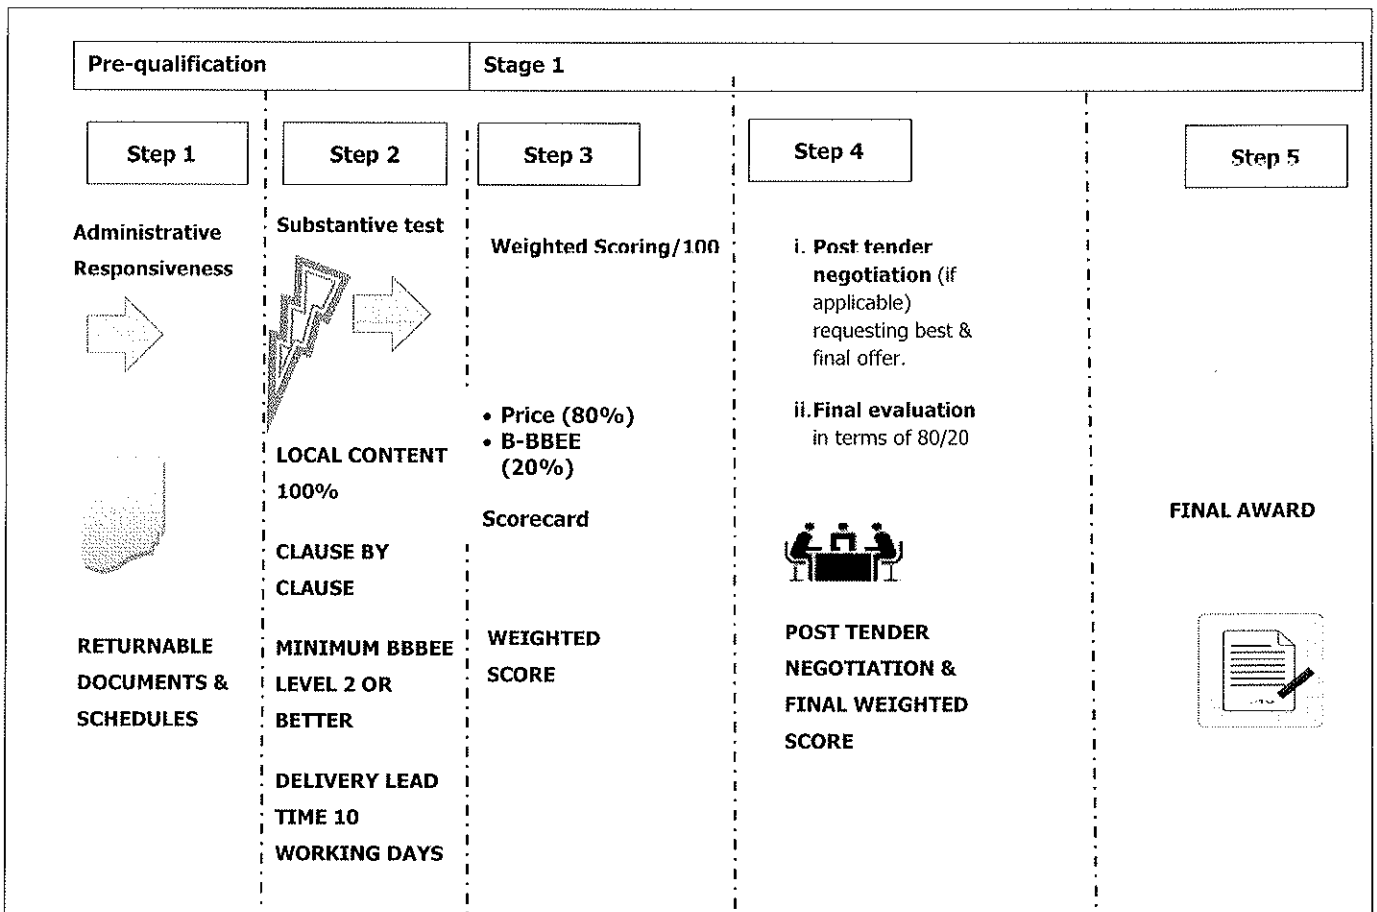 Pre-qualification
Stage 1
Step 1
Step 2
Step 3
Step 4
Step 5
Administrative
Responsiveness
RETURNABLE
DOCUMENTS &
SCHEDULES
Substantive test
LOCAL CONTENT
100%
CLAUSE BY
CLAUSE
MINIMUM BBBEE
LEVEL 2 OR
BETTER
DELIVERY LEAD
TIME 10
WORKING DAYS
Weighted Scoring/100
• Price (80%)
• B-BBEE
(20%)
Scorecard
WEIGHTED
SCORE
i. Post tender
negotiation (if
applicable)
requesting best &
final offer.
ii. Final evaluation
in terms of 80/20
POST TENDER
NEGOTIATION &
FINAL WEIGHTED
SCORE
FINAL AWARD